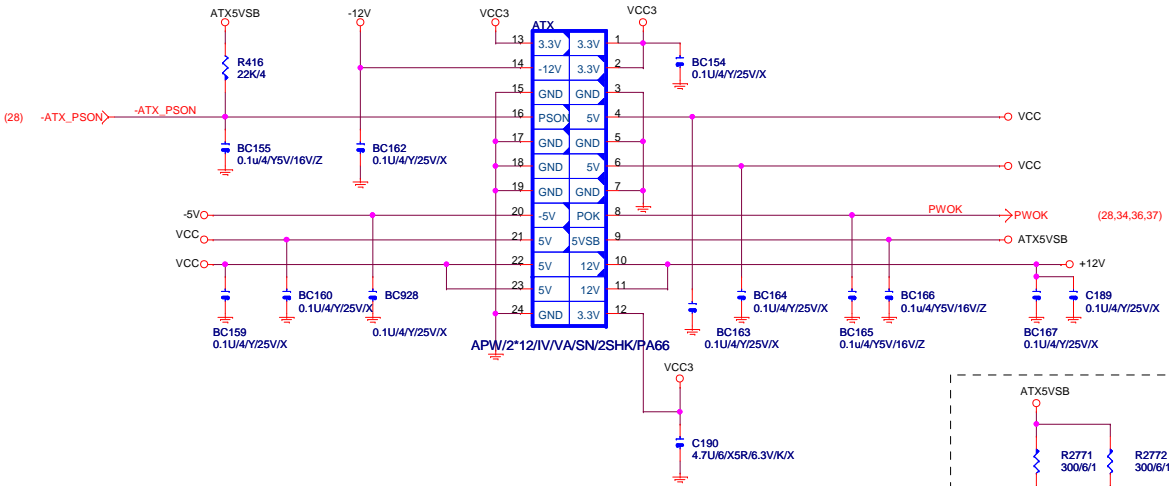 ATX5VSB
-12V
VCC3
VCC3
ATX
R416
22K/4
BC154
0.1U/4/Y/25V/X
13 3.3V 3.3V 1
14 -12V 3.3V 2
15 GND GND 3
(28) -ATX_PSON -ATX_PSON 16 PSON 5V 4 VCC
17 GND GND 5
18 GND 5V 6 VCC
19 GND GND 7
-5V 20 -5V POK 8 PWOK PWOK (28,34,36,37)
VCC 21 5V 5VSB 9 ATX5VSB
VCC 22 5V 12V 10 +12V
23 5V 12V 11
24 GND 3.3V 12
BC155
0.1u/4/Y5V/16V/Z
BC162
0.1U/4/Y/25V/X
BC160
0.1U/4/Y/25V/X
BC928
0.1U/4/Y/25V/X
BC159
0.1U/4/Y/25V/X
BC164
0.1U/4/Y/25V/X
BC163
0.1U/4/Y/25V/X
BC166
0.1u/4/Y5V/16V/Z
BC165
0.1u/4/Y5V/16V/Z
C189
0.1U/4/Y/25V/X
BC167
0.1U/4/Y/25V/X
APW/2*12/IV/VA/SN/2SHK/PA66
VCC3
C190
4.7U/6/X5R/6.3V/K/X
ATX5VSB
R2771
300/6/1
R2772
300/6/1